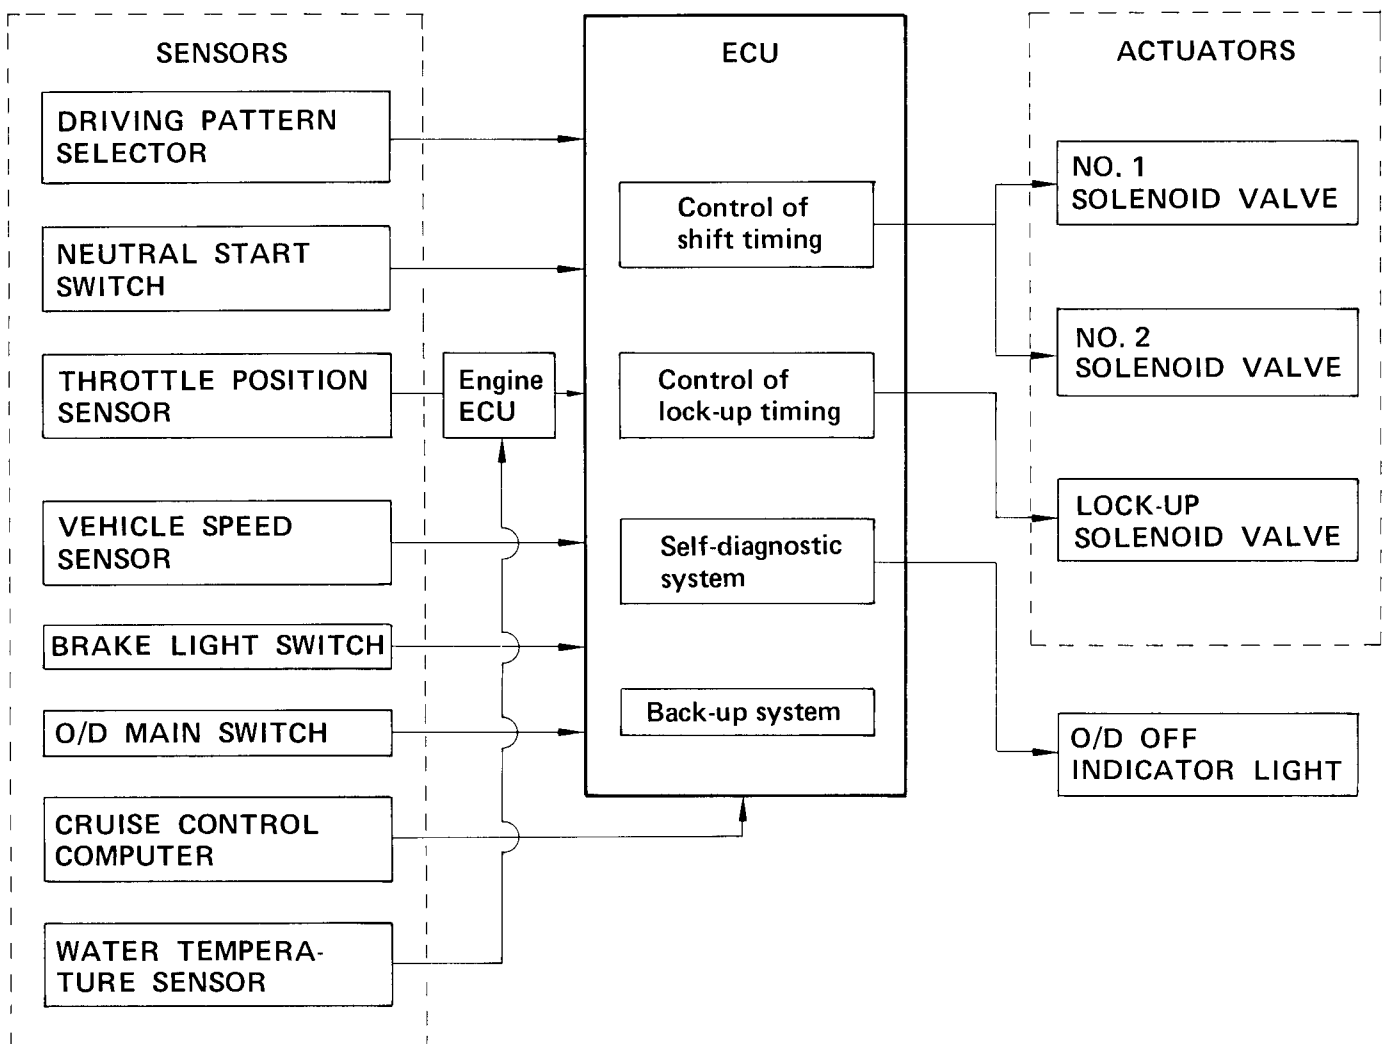 SENSORS
DRIVING PATTERN
SELECTOR
NEUTRAL START
SWITCH
THROTTLE POSITION
SENSOR
VEHICLE SPEED
SENSOR
BRAKE LIGHT SWITCH
O/D MAIN SWITCH
CRUISE CONTROL
COMPUTER
WATER TEMPERA-
TURE SENSOR
Engine
ECU
ECU
Control of
shift timing
Control of
lock-up timing
Self-diagnostic
system
Back-up system
ACTUATORS
NO. 1
SOLENOID VALVE
NO. 2
SOLENOID VALVE
LOCK-UP
SOLENOID VALVE
O/D OFF
INDICATOR LIGHT